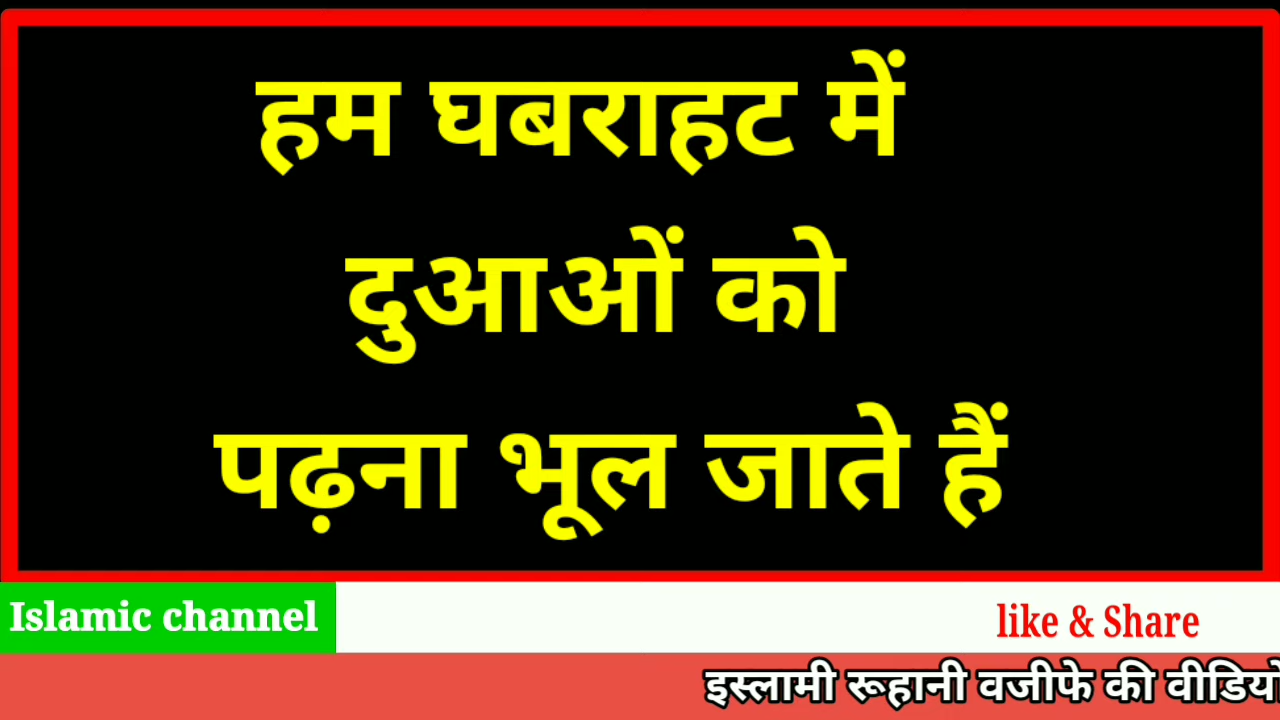 हम घबराहट में
दुआओं को
पढ़ना भूल जाते हैं
Islamic channel
like & Share
इस्लामी रूहानी वजीफे की